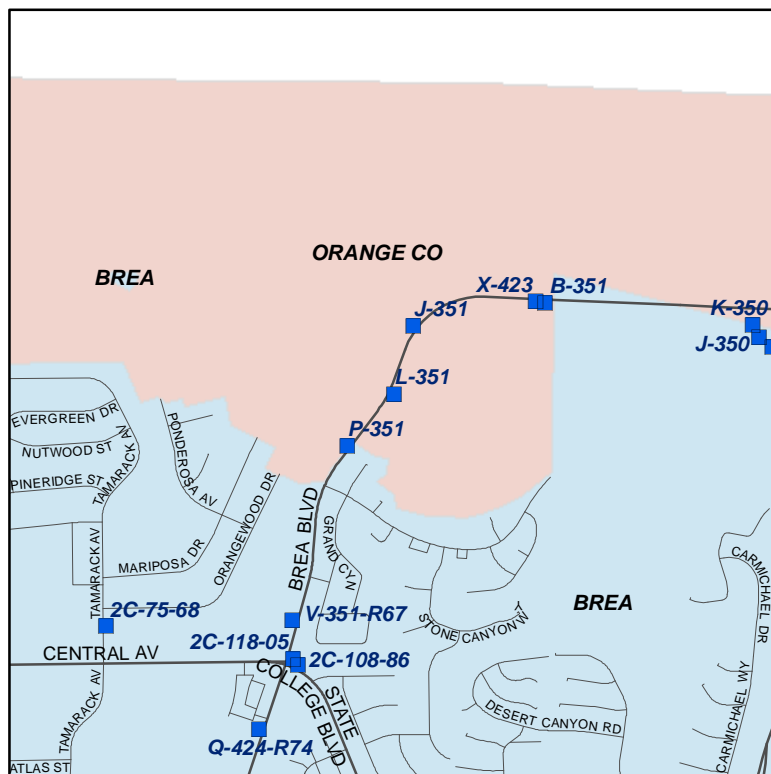 ORANGE CO
BREA
X-423
B-351
K-350
J-351
J-350
L-351
EVERGREEN DR
TAMARACK AV
PONDEROSA AV
P-351
NUTWOOD ST
PINERIDGE ST
ORANGEWOOD DR
BREA BLVD
GRAND CYN
TAMARACK AV
MARIPOSA DR
CARMICHAEL DR
2C-75-68
V-351-R67
BREA
STONE CANYON WY
2C-118-05
CENTRAL AV
2C-108-86
COLLEGE BLVD
STATE
TAMARACK AV
DESERT CANYON RD
CARMICHAEL WY
Q-424-R74
ATLAS ST